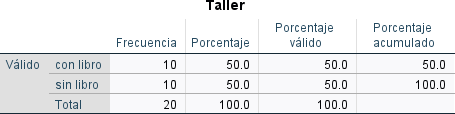 Taller
Frecuencia Porcentaje Porcentaje válido Porcentaje acumulado
Válido con libro 10 50.0 50.0 50.0
sin libro 10 50.0 50.0 100.0
Total 20 100.0 100.0